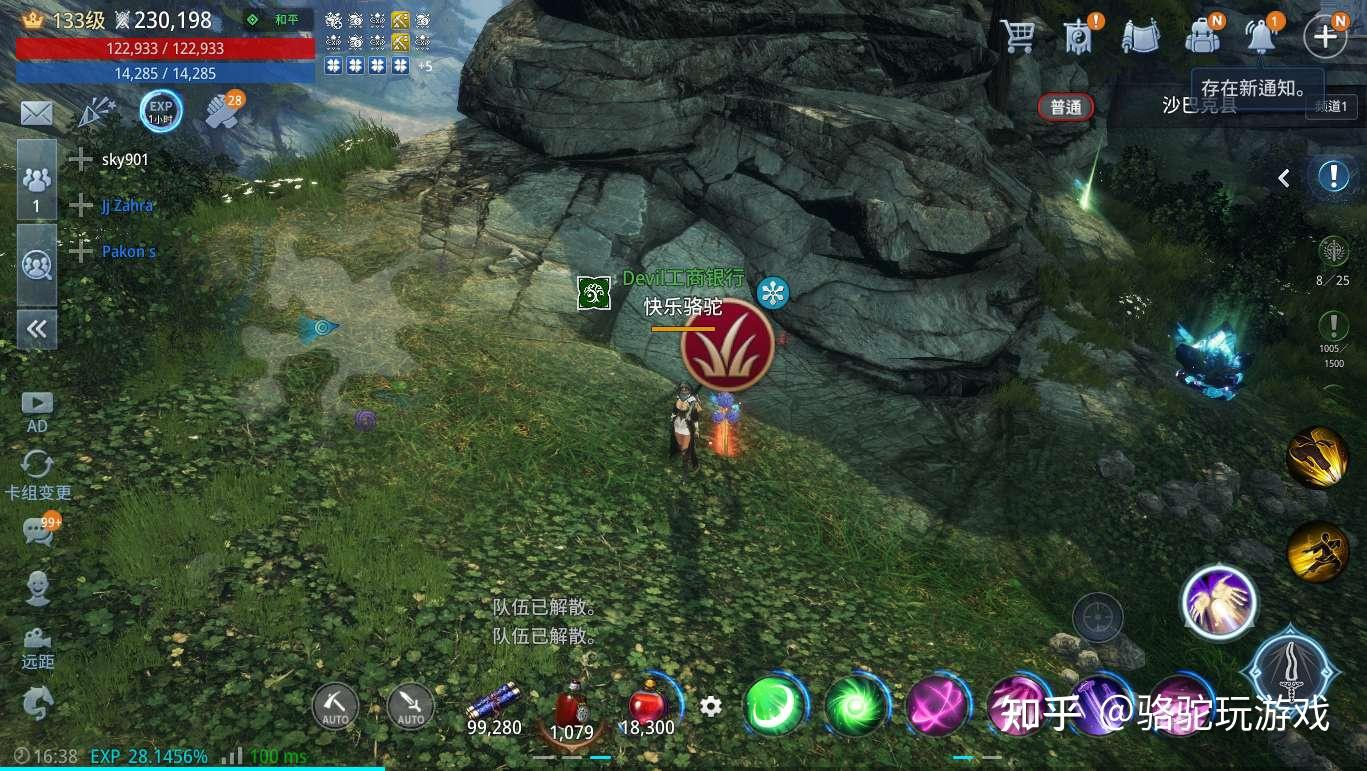 133级 230,198
和平
122,933 / 122,933
14,285 / 14,285
+5
N
1
N
存在新通知。
普通
频道1
EXP
1小时
28
sky901
1
Jj Zahra
Pakon s
8／25
Devil工商银行
快乐骆驼
1005／
1500
AD
卡组变更
99+
远距
队伍已解散。
队伍已解散。
AUTO
AUTO
99,280
1,079
18,300
知乎 @骆驼玩游戏
16:38 EXP 28.1456% 100 ms